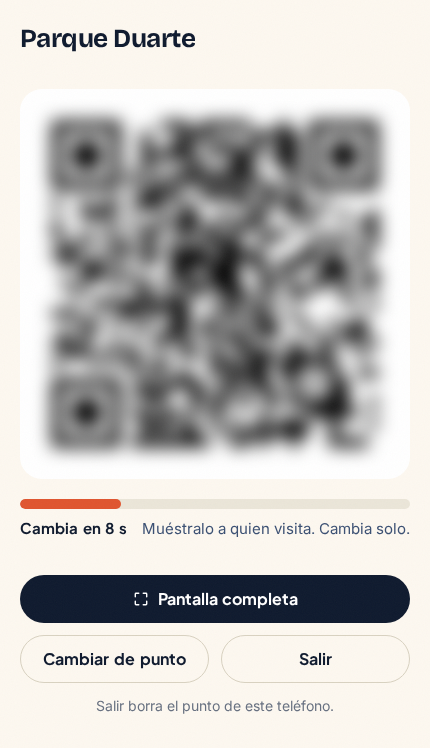 Parque Duarte
Cambia en 8 s Muéstralo a quien visita. Cambia solo.
Pantalla completa
Cambiar de punto Salir
Salir borra el punto de este teléfono.